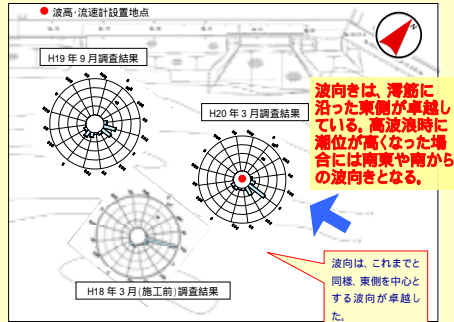 ● 波高・流速計設置地点
H19年9月調査結果
H20年3月調査結果
波向きは、澪筋に
沿った東側が卓越し
ている。高波浪時に
潮位が高くなった場
合には南東や南から
の波向きとなる。
波向は、これまでと
同様、東側を中心と
する波向が卓越し
た。
H18年3月(施工前)調査結果